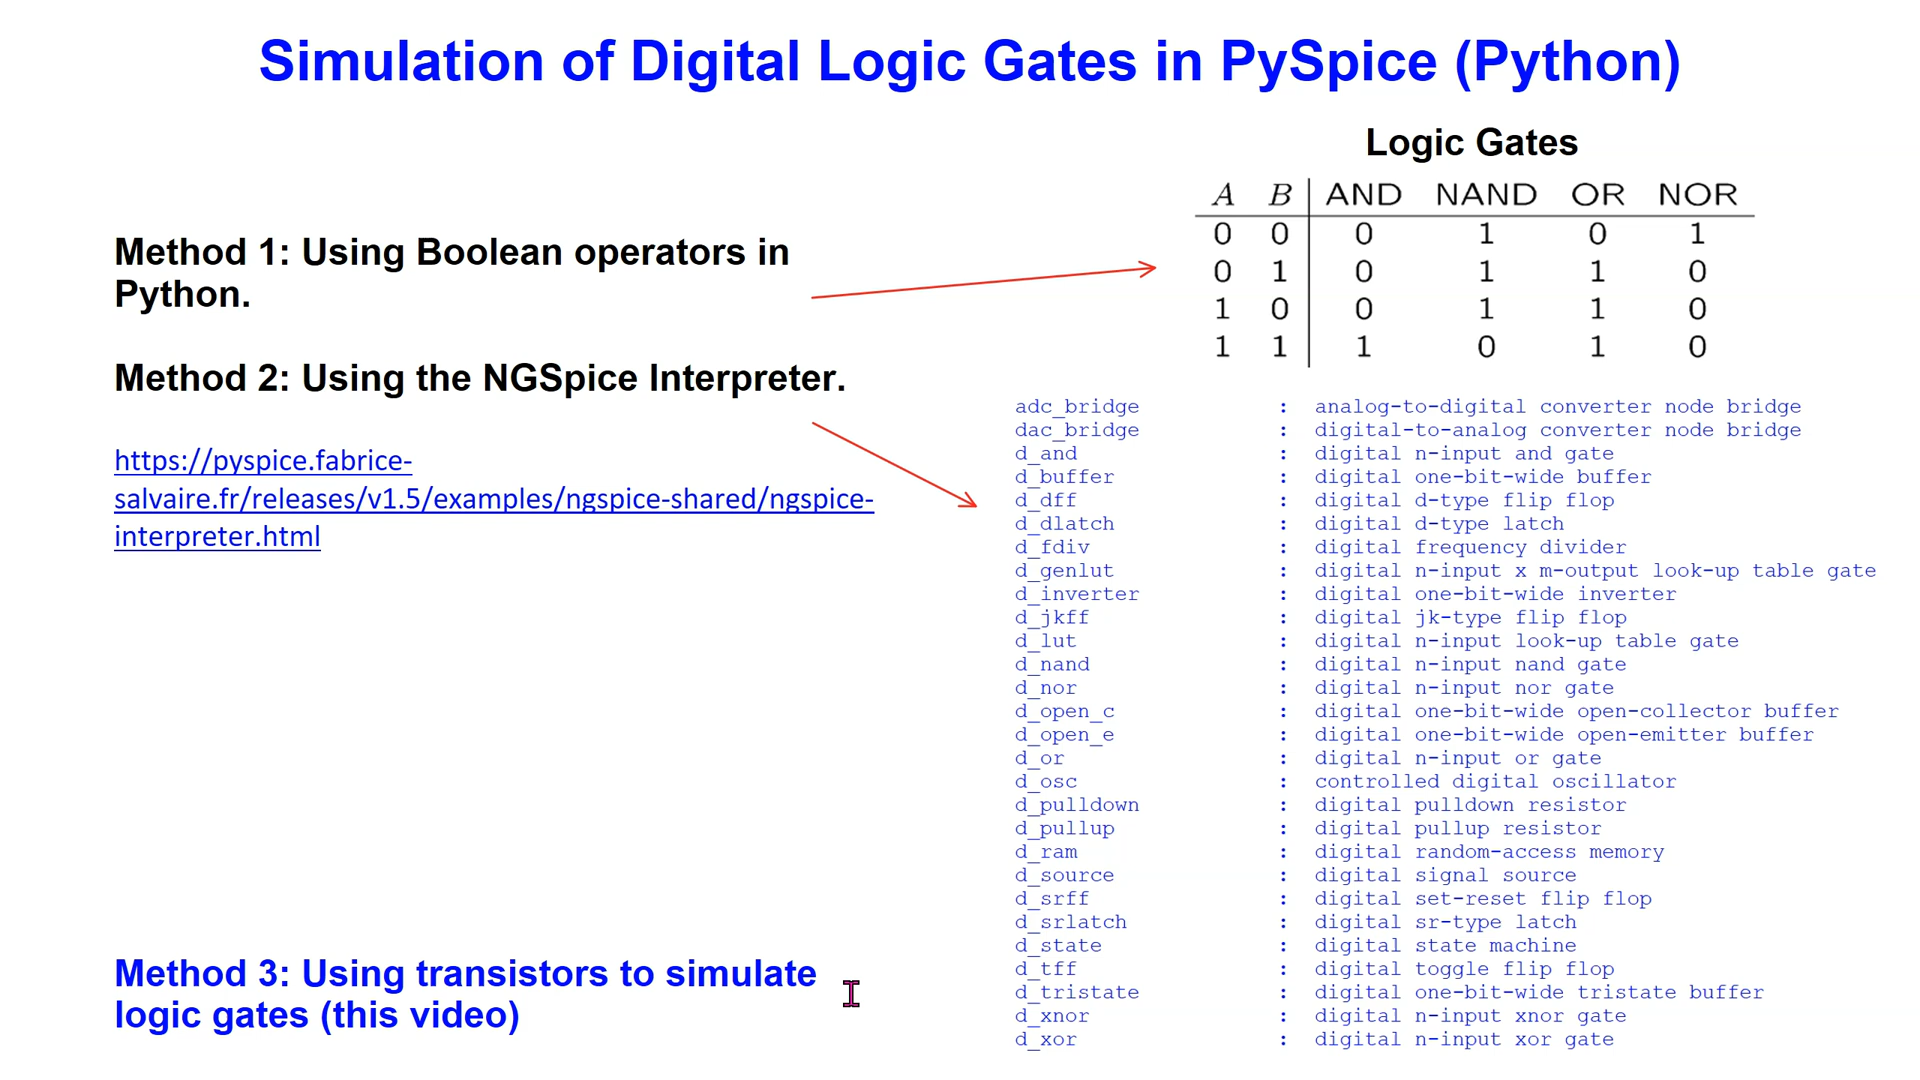 Simulation of Digital Logic Gates in PySpice (Python)
Method 1: Using Boolean operators in
Python.
Method 2: Using the NGSpice Interpreter.
https://pyspice.fabrice-
salvaire.fr/releases/v1.5/examples/ngspice-shared/ngspice-
interpreter.html
Method 3: Using transistors to simulate
logic gates (this video)
Logic Gates
A B AND NAND OR NOR
0 0 0 1 0 1
0 1 0 1 1 0
1 0 0 1 1 0
1 1 1 0 1 0
adc_bridge : analog-to-digital converter node bridge
dac_bridge : digital-to-analog converter node bridge
d_and : digital n-input and gate
d_buffer : digital one-bit-wide buffer
d_dff : digital d-type flip flop
d_dlatch : digital d-type latch
d_fdiv : digital frequency divider
d_genlut : digital n-input x m-output look-up table gate
d_inverter : digital one-bit-wide inverter
d_jkff : digital jk-type flip flop
d_lut : digital n-input look-up table gate
d_nand : digital n-input nand gate
d_nor : digital n-input nor gate
d_open_c : digital one-bit-wide open-collector buffer
d_open_e : digital one-bit-wide open-emitter buffer
d_or : digital n-input or gate
d_osc : controlled digital oscillator
d_pulldown : digital pulldown resistor
d_pullup : digital pullup resistor
d_ram : digital random-access memory
d_source : digital signal source
d_srff : digital set-reset flip flop
d_srlatch : digital sr-type latch
d_state : digital state machine
d_tff : digital toggle flip flop
d_tristate : digital one-bit-wide tristate buffer
d_xnor : digital n-input xnor gate
d_xor : digital n-input xor gate